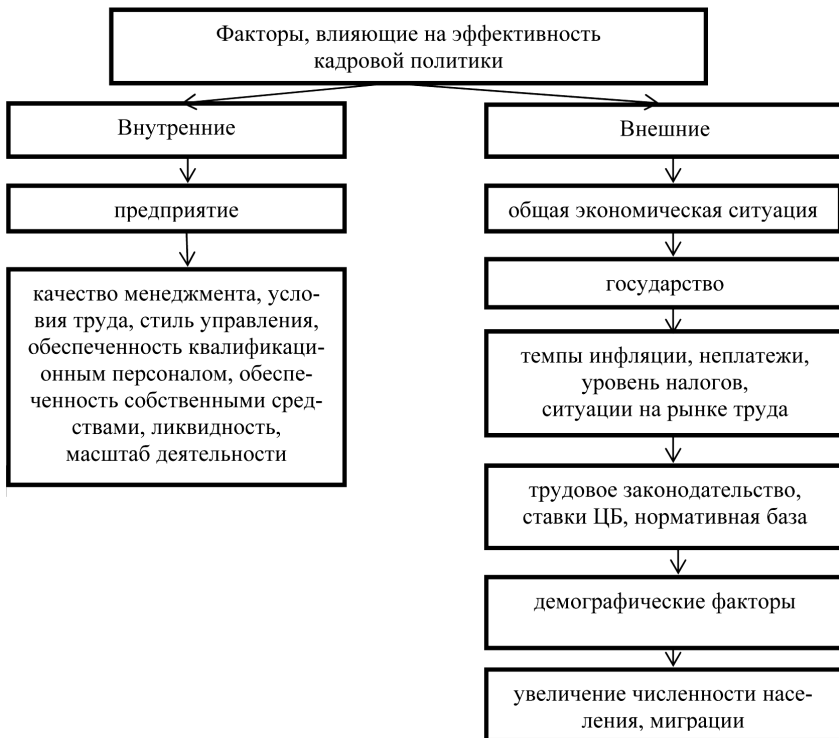 Факторы, влияющие на эффективность
кадровой политики
Внутренние
предприятие
качество менеджмента, усло-
вия труда, стиль управления,
обеспеченность квалификаци-
онным персоналом, обеспе-
ченность собственными сред-
ствами, ликвидность,
масштаб деятельности
Внешние
общая экономическая ситуация
государство
темпы инфляции, неплатежи,
уровень налогов,
ситуации на рынке труда
трудовое законодательство,
ставки ЦБ, нормативная база
демографические факторы
увеличение численности насе-
ления, миграции